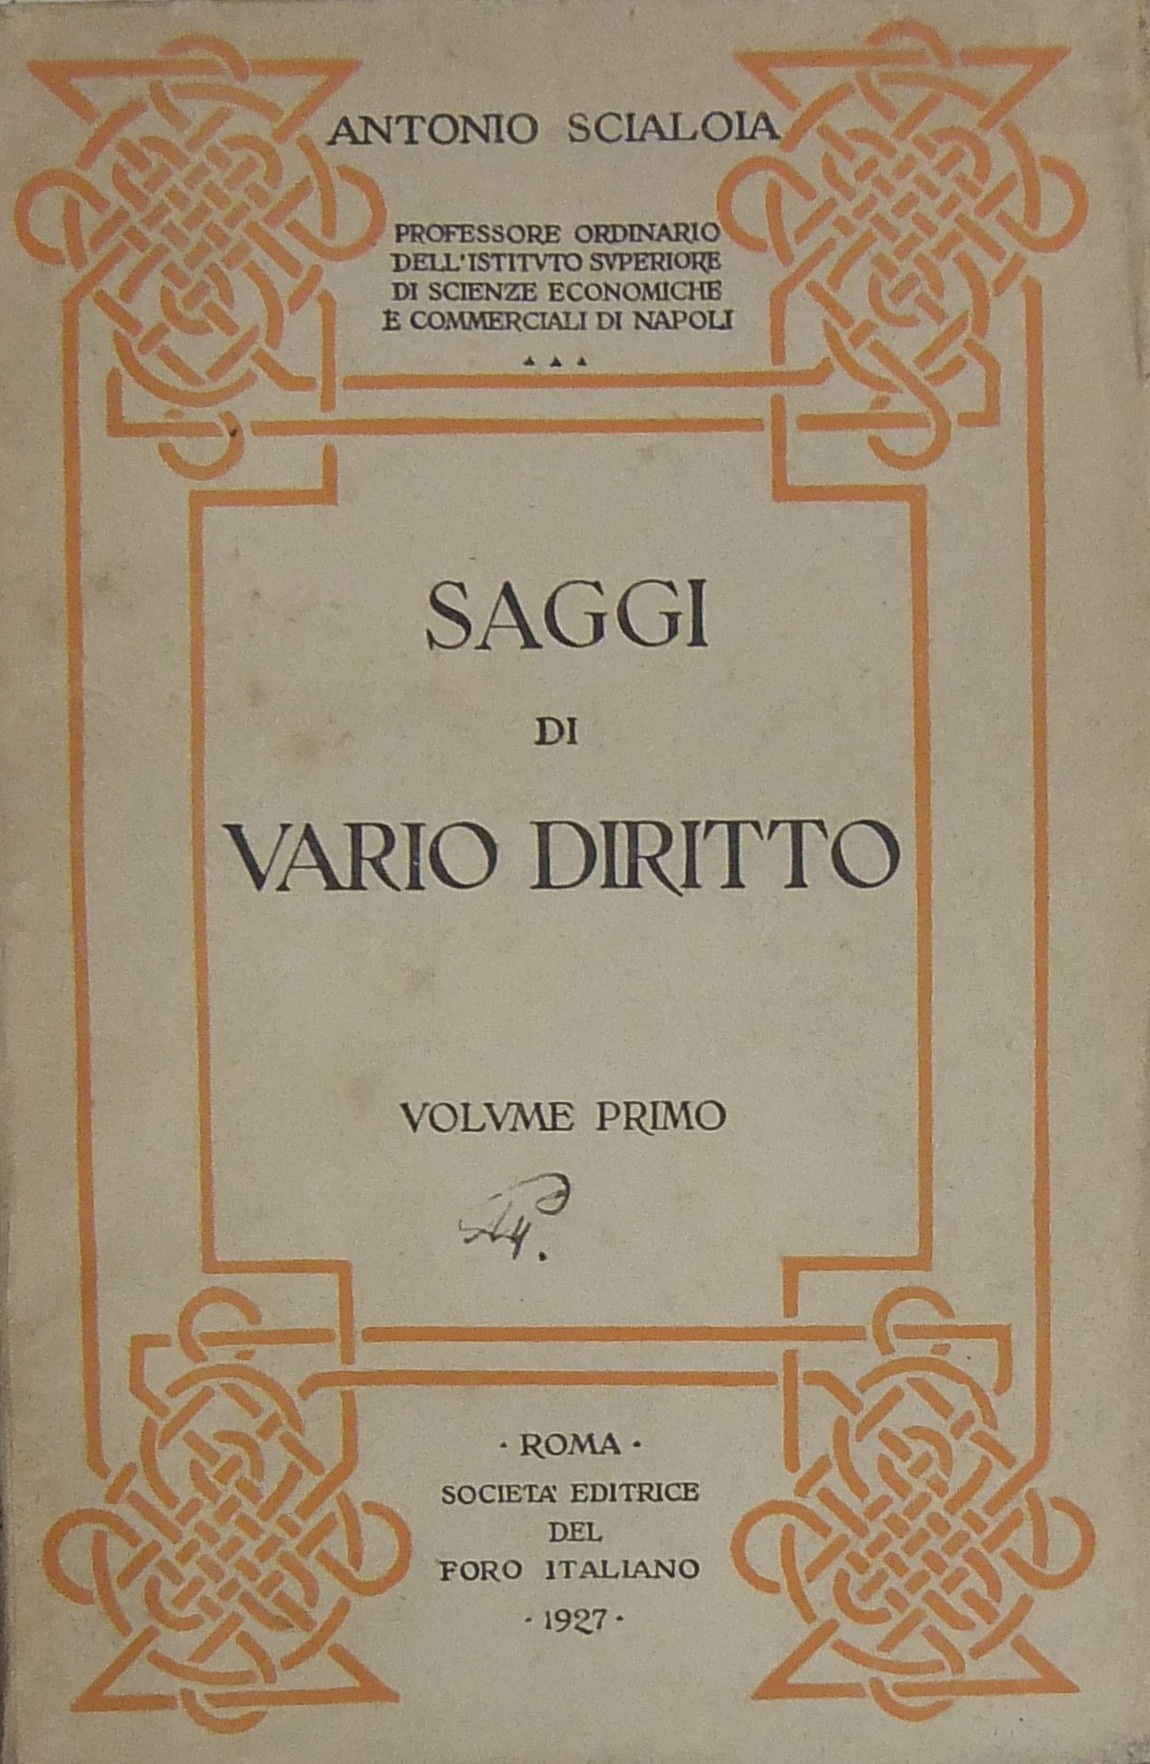 ANTONIO SCIALOIA
PROFESSORE ORDINARIO
DELL'ISTITVTO SVPERIORE
DI SCIENZE ECONOMICHE
E COMMERCIALI DI NAPOLI
SAGGI
DI
VARIO DIRITTO
VOLVME PRIMO
· ROMA ·
SOCIETA' EDITRICE
DEL
FORO ITALIANO
· 1927 ·